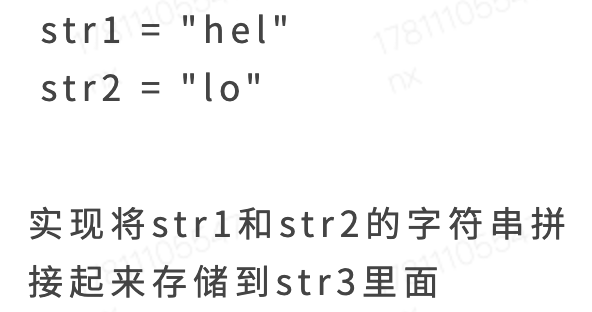 str1 = "hel"
str2 = "lo"
实现将str1和str2的字符串拼
接起来存储到str3里面